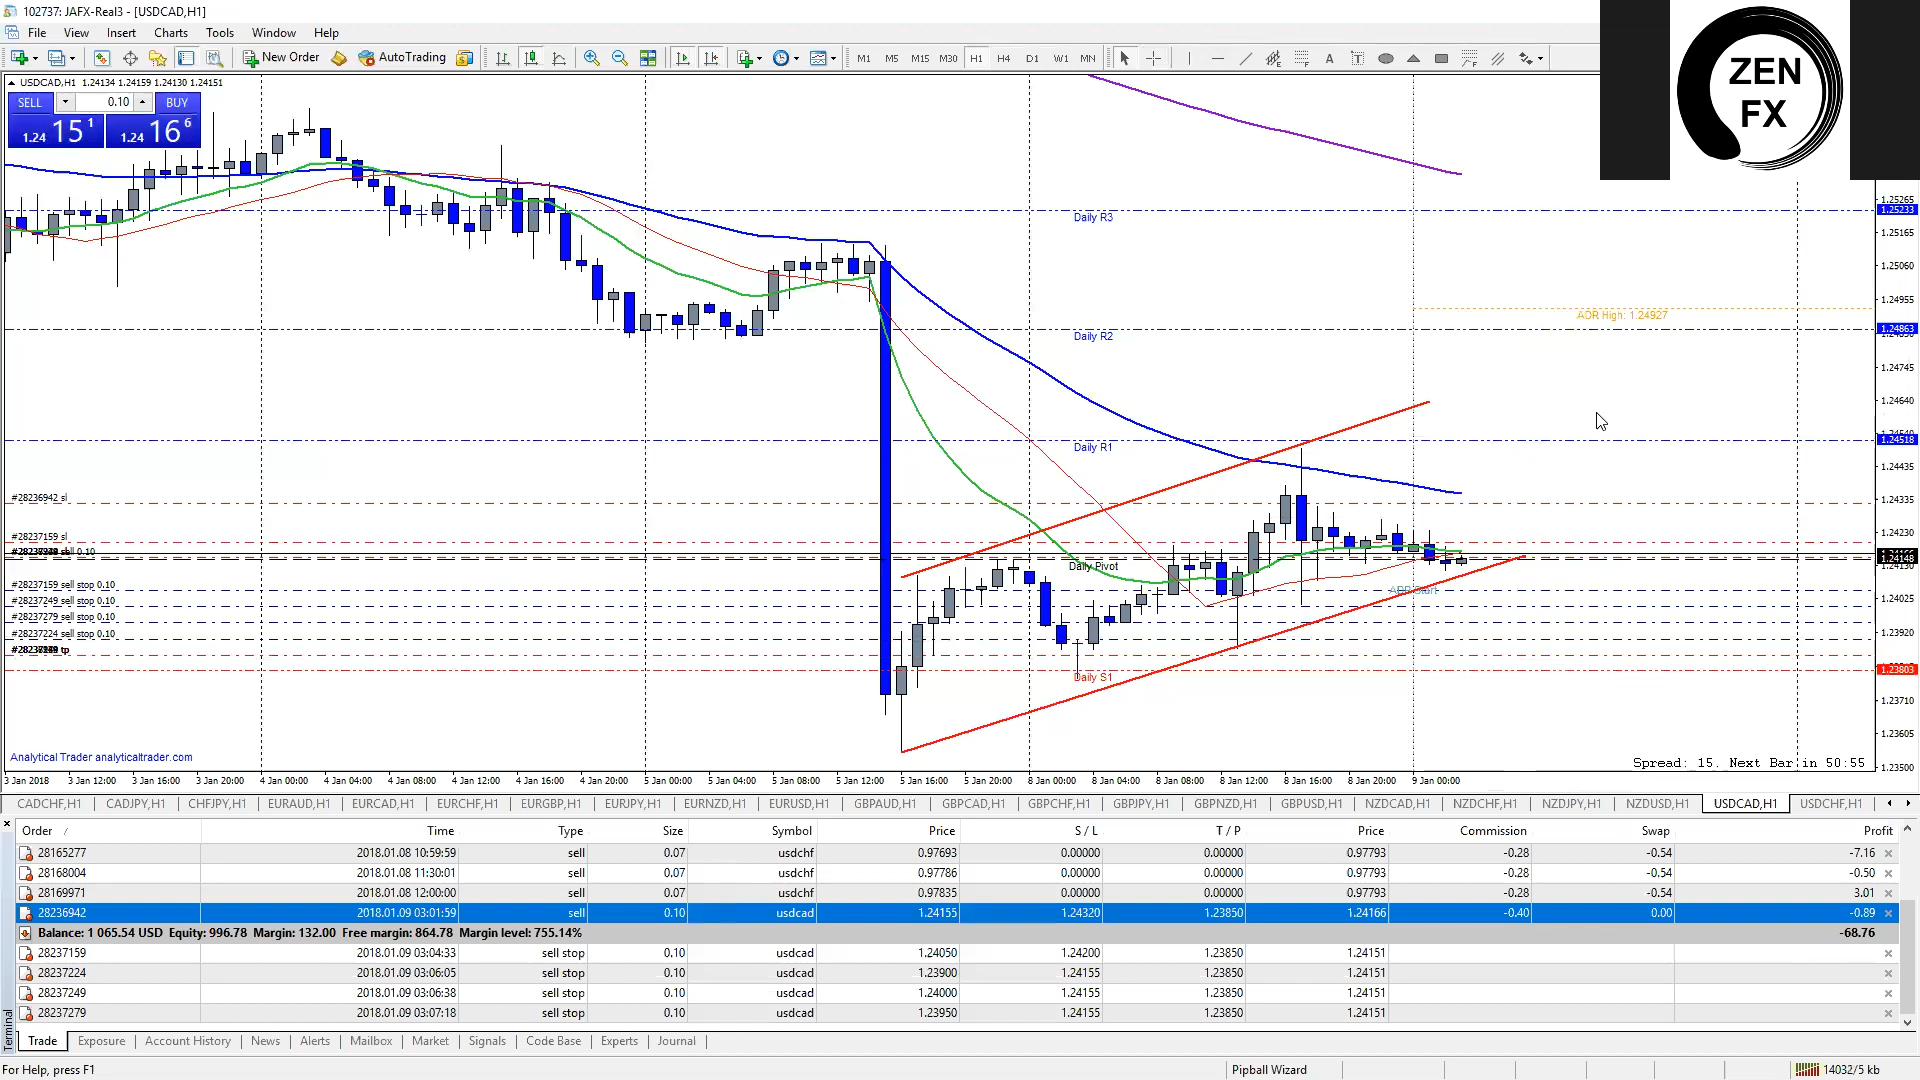 102737: JAFX-Real3 - [USDCAD,H1]
File View Insert Charts Tools Window Help
New Order AutoTrading M1 M5 M15 M30 H1 H4 D1 W1 MN A T
ZEN
FX
USDCAD,H1 1.24134 1.24159 1.24130 1.24151
SELL 0.10 BUY
1.24 15 1 1.24 16 6
1.25265
1.25233
Daily R3
1.25165
1.25060
1.24955
ADR High: 1.24927
1.24863
Daily R2
1.24745
1.24640
1.24518
Daily R1
1.24435
#28236942 sl
1.24335
1.24230
#28237159 sl
sell 0.10
1.24148
1.24130
Daily Pivot
#28237159 sell stop 0.10
#28237249 sell stop 0.10
1.24025
#28237279 sell stop 0.10
#28237224 sell stop 0.10
1.23920
tp
1.23803
Daily S1
1.23710
1.23605
Analytical Trader analyticaltrader.com
Spread: 15. Next Bar in 50:55
1.23500
3 Jan 2018 3 Jan 12:00 3 Jan 16:00 3 Jan 20:00 4 Jan 00:00 4 Jan 04:00 4 Jan 08:00 4 Jan 12:00 4 Jan 16:00 4 Jan 20:00 5 Jan 00:00 5 Jan 04:00 5 Jan 08:00 5 Jan 12:00 5 Jan 16:00 5 Jan 20:00 8 Jan 00:00 8 Jan 04:00 8 Jan 08:00 8 Jan 12:00 8 Jan 16:00 8 Jan 20:00 9 Jan 00:00
CADCHF,H1 CADJPY,H1 CHFJPY,H1 EURAUD,H1 EURCAD,H1 EURCHF,H1 EURGBP,H1 EURJPY,H1 EURNZD,H1 EURUSD,H1 GBPAUD,H1 GBPCAD,H1 GBPCHF,H1 GBPJPY,H1 GBPNZD,H1 GBPUSD,H1 NZDCAD,H1 NZDCHF,H1 NZDJPY,H1 NZDUSD,H1 USDCAD,H1 USDCHF,H1
Order / Time Type Size Symbol Price S / L T / P Price Commission Swap Profit
28165277 2018.01.08 10:59:59 sell 0.07 usdchf 0.97693 0.00000 0.00000 0.97793 -0.28 -0.54 -7.16
28168004 2018.01.08 11:30:01 sell 0.07 usdchf 0.97786 0.00000 0.00000 0.97793 -0.28 -0.54 -0.50
28169971 2018.01.08 12:00:00 sell 0.07 usdchf 0.97835 0.00000 0.00000 0.97793 -0.28 -0.54 3.01
28236942 2018.01.09 03:01:59 sell 0.10 usdcad 1.24155 1.24320 1.23850 1.24166 -0.40 0.00 -0.89
Balance: 1 065.54 USD Equity: 996.78 Margin: 132.00 Free margin: 864.78 Margin level: 755.14% -68.76
28237159 2018.01.09 03:04:33 sell stop 0.10 usdcad 1.24050 1.24200 1.23850 1.24151
28237224 2018.01.09 03:06:05 sell stop 0.10 usdcad 1.23900 1.24155 1.23850 1.24151
28237249 2018.01.09 03:06:38 sell stop 0.10 usdcad 1.24000 1.24155 1.23850 1.24151
28237279 2018.01.09 03:07:18 sell stop 0.10 usdcad 1.23950 1.24155 1.23850 1.24151
Terminal
Trade Exposure Account History News Alerts Mailbox Market Signals Code Base Experts Journal
For Help, press F1 Pipball Wizard 14032/5 kb